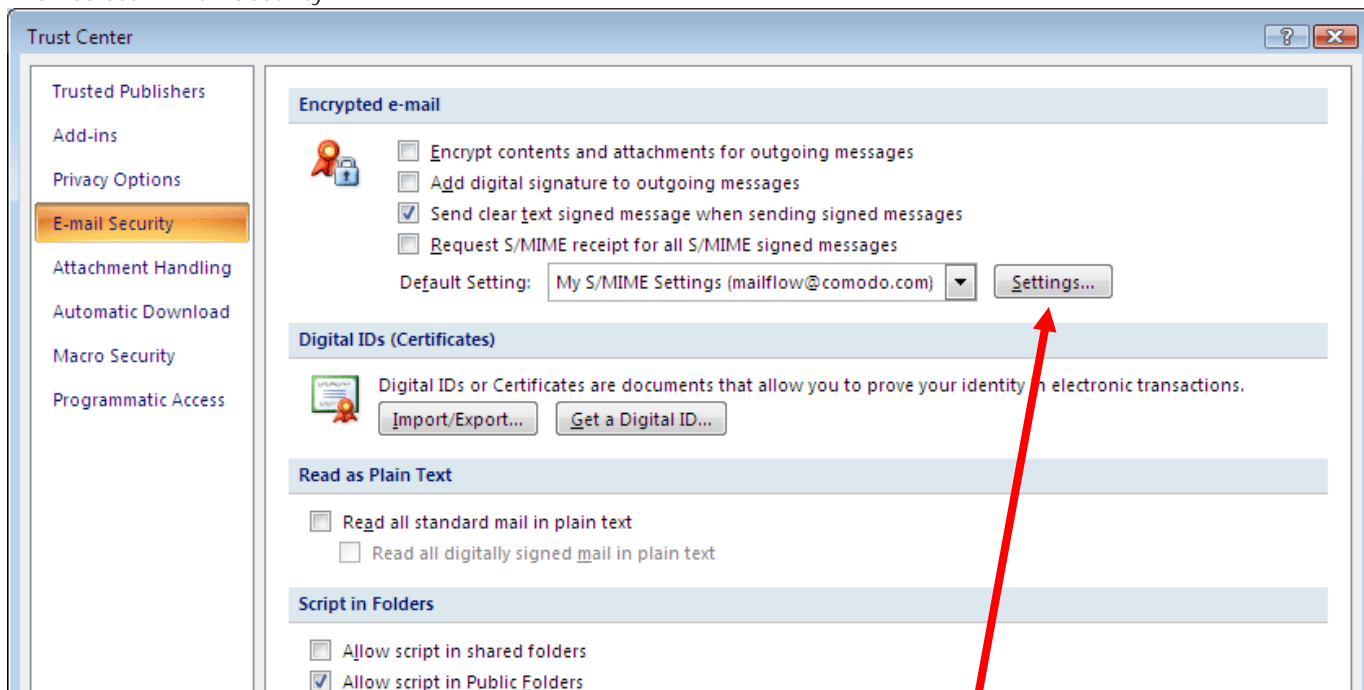 Trust Center
Trusted Publishers
Add-ins
Privacy Options
E-mail Security
Attachment Handling
Automatic Download
Macro Security
Programmatic Access
Encrypted e-mail
Encrypt contents and attachments for outgoing messages
Add digital signature to outgoing messages
Send clear text signed message when sending signed messages
Request S/MIME receipt for all S/MIME signed messages
Default Setting: My S/MIME Settings (mailflow@comodo.com) Settings...
Digital IDs (Certificates)
Digital IDs or Certificates are documents that allow you to prove your identity in electronic transactions.
Import/Export... Get a Digital ID...
Read as Plain Text
Read all standard mail in plain text
Read all digitally signed mail in plain text
Script in Folders
Allow script in shared folders
Allow script in Public Folders